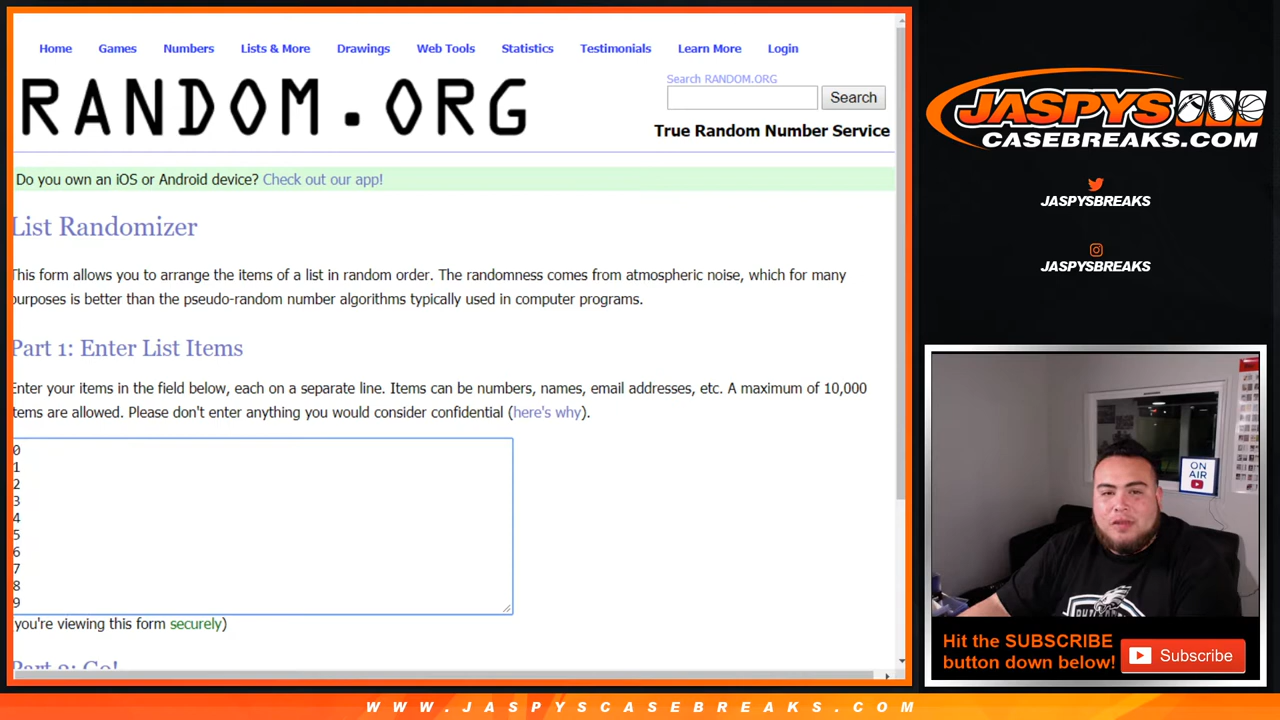 Home Games Numbers Lists & More Drawings Web Tools Statistics Testimonials Learn More Login
RANDOM.ORG
Search RANDOM.ORG
Search
True Random Number Service
Do you own an iOS or Android device? Check out our app!
List Randomizer
This form allows you to arrange the items of a list in random order. The randomness comes from atmospheric noise, which for many
purposes is better than the pseudo-random number algorithms typically used in computer programs.
Part 1: Enter List Items
Enter your items in the field below, each on a separate line. Items can be numbers, names, email addresses, etc. A maximum of 10,000
items are allowed. Please don't enter anything you would consider confidential (here's why).
0
1
2
3
4
5
6
7
8
9
you're viewing this form securely)
Part 2: Go!
JASPYS
CASEBREAKS.COM
JASPYSBREAKS
JASPYSBREAKS
ON
AIR
Hit the SUBSCRIBE
button down below!
Subscribe
WWW.JASPYSCASEBREAKS.COM